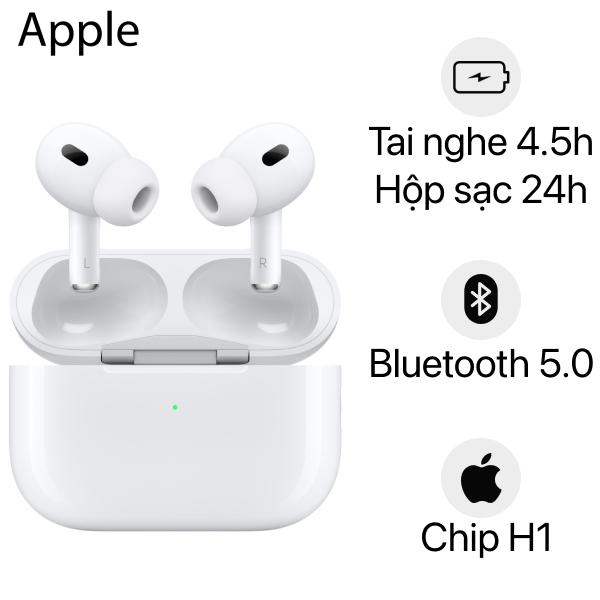 Apple
Tai nghe 4.5h
Hộp sạc 24h
L
R
Bluetooth 5.0
Chip H1